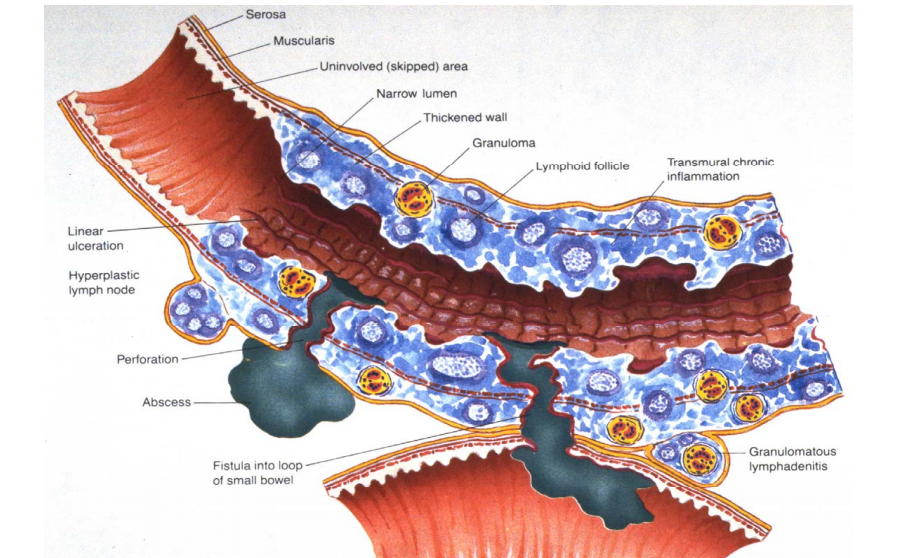 Serosa
Muscularis
Uninvolved (skipped) area
Narrow lumen
Thickened wall
Granuloma
Lymphoid follicle
Transmural chronic
inflammation
Linear
ulceration
Hyperplastic
lymph node
Perforation
Abscess
Fistula into loop
of small bowel
Granulomatous
lymphadenitis